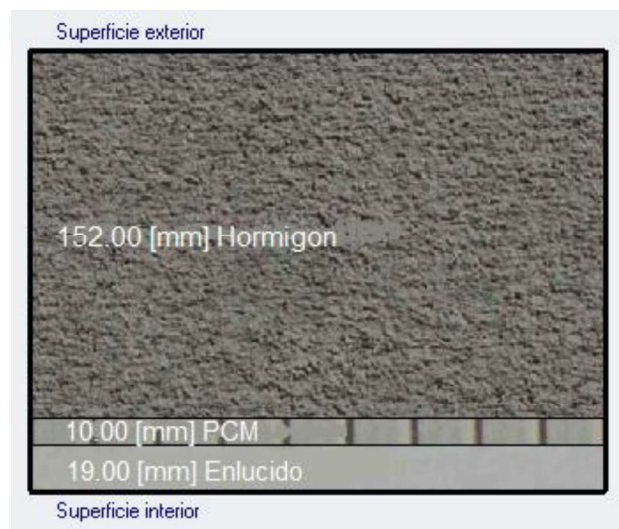 Superficie exterior
152.00 [mm] Hormigon
10.00 [mm] PCM
19.00 [mm] Enlucido
Superficie interior